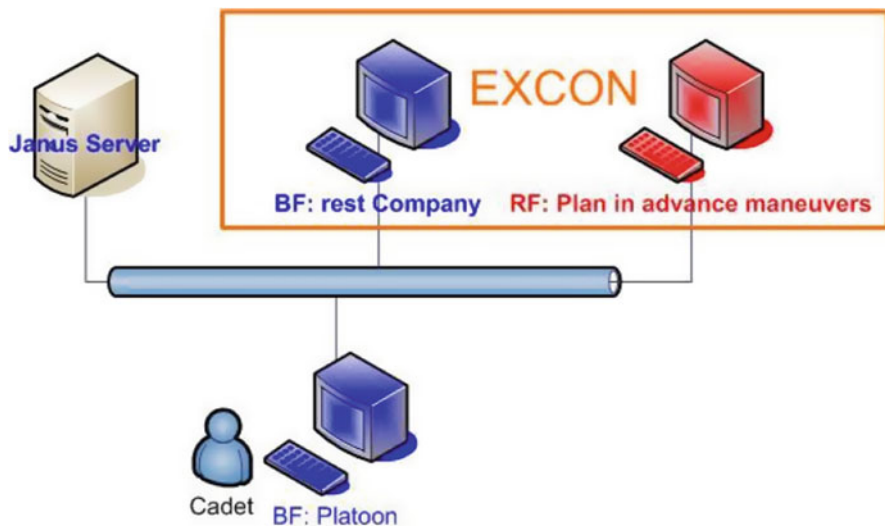 EXCON
Janus Server
BF: rest Company
RF: Plan in advance maneuvers
Cadet
BF: Platoon